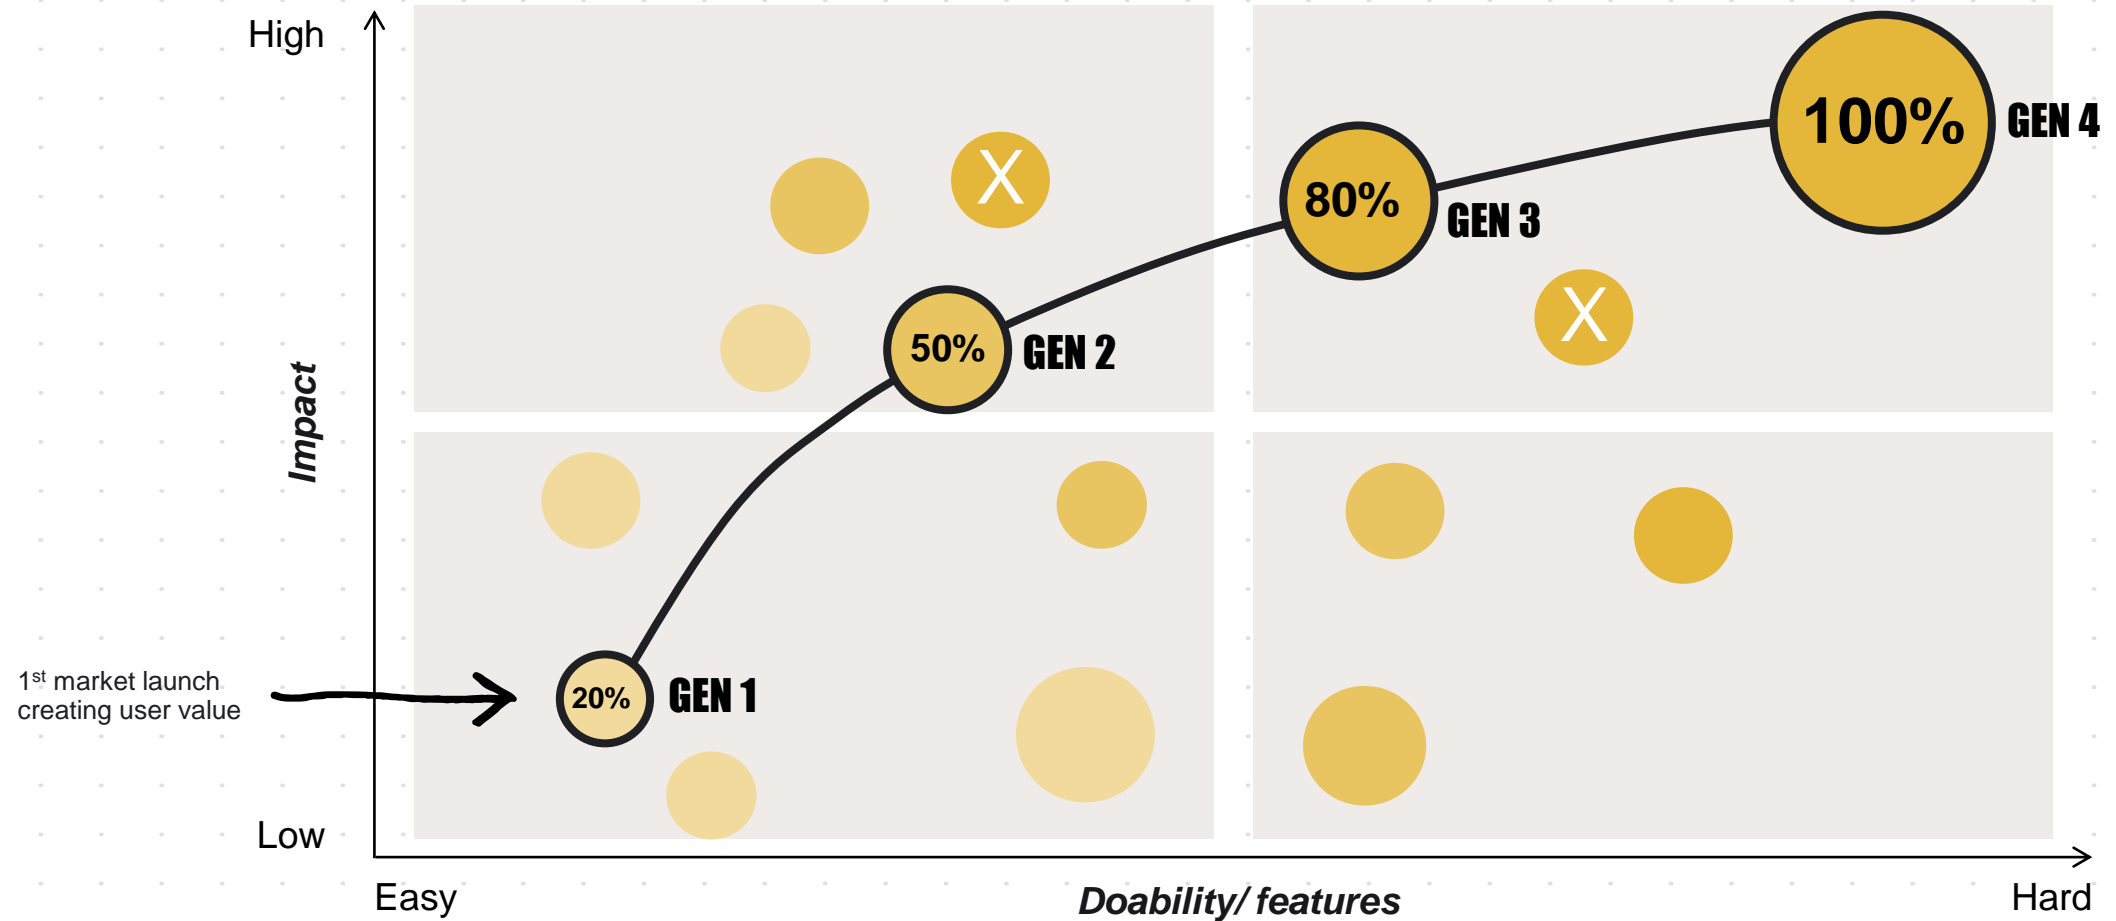 High
100%
GEN 4
X
80%
GEN 3
X
50%
GEN 2
Impact
1st market launch
creating user value
20%
GEN 1
Low
Easy
Doability/ features
Hard